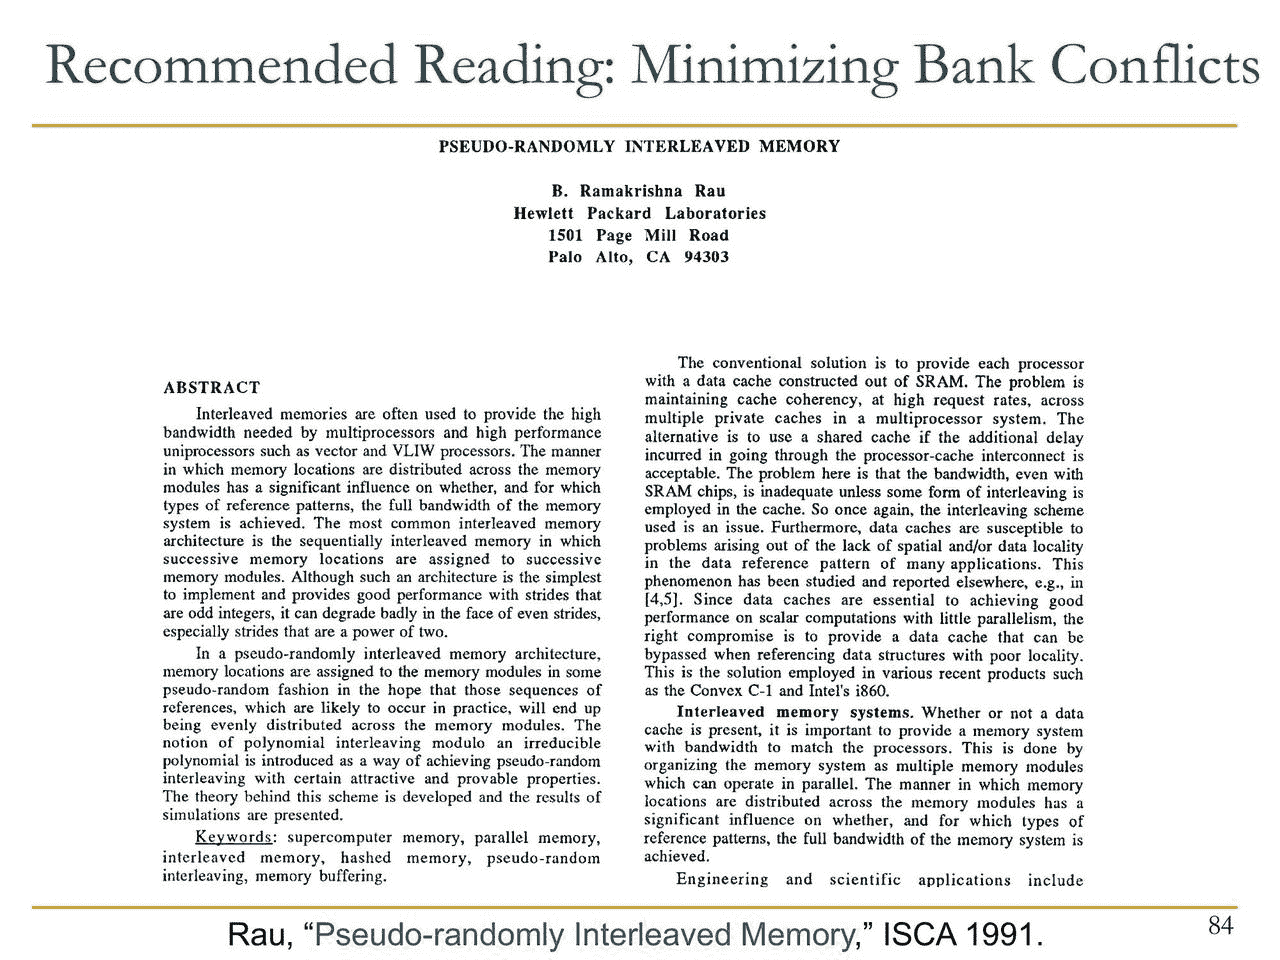 Recommended Reading: Minimizing Bank Conflicts
PSEUDO-RANDOMLY INTERLEAVED MEMORY
B. Ramakrishna Rau
Hewlett Packard Laboratories
1501 Page Mill Road
Palo Alto, CA 94303
ABSTRACT
Interleaved memories are often used to provide the high
bandwidth needed by multiprocessors and high performance
uniprocessors such as vector and VLIW processors. The manner
in which memory locations are distributed across the memory
modules has a significant influence on whether, and for which
types of reference patterns, the full bandwidth of the memory
system is achieved. The most common interleaved memory
architecture is the sequentially interleaved memory in which
successive memory locations are assigned to successive
memory modules. Although such an architecture is the simplest
to implement and provides good performance with strides that
are odd integers, it can degrade badly in the face of even strides,
especially strides that are a power of two.
In a pseudo-randomly interleaved memory architecture,
memory locations are assigned to the memory modules in some
pseudo-random fashion in the hope that those sequences of
references, which are likely to occur in practice, will end up
being evenly distributed across the memory modules. The
notion of polynomial interleaving modulo an irreducible
polynomial is introduced as a way of achieving pseudo-random
interleaving with certain attractive and provable properties.
The theory behind this scheme is developed and the results of
simulations are presented.
Keywords: supercomputer memory, parallel memory,
interleaved memory, hashed memory, pseudo-random
interleaving, memory buffering.
The conventional solution is to provide each processor
with a data cache constructed out of SRAM. The problem is
maintaining cache coherency, at high request rates, across
multiple private caches in a multiprocessor system. The
alternative is to use a shared cache if the additional delay
incurred in going through the processor-cache interconnect is
acceptable. The problem here is that the bandwidth, even with
SRAM chips, is inadequate unless some form of interleaving is
employed in the cache. So once again, the interleaving scheme
used is an issue. Furthermore, data caches are susceptible to
problems arising out of the lack of spatial and/or data locality
in the data reference pattern of many applications. This
phenomenon has been studied and reported elsewhere, e.g., in
[4,5]. Since data caches are essential to achieving good
performance on scalar computations with little parallelism, the
right compromise is to provide a data cache that can be
bypassed when referencing data structures with poor locality.
This is the solution employed in various recent products such
as the Convex C-1 and Intel's i860.
Interleaved memory systems. Whether or not a data
cache is present, it is important to provide a memory system
with bandwidth to match the processors. This is done by
organizing the memory system as multiple memory modules
which can operate in parallel. The manner in which memory
locations are distributed across the memory modules has a
significant influence on whether, and for which types of
reference patterns, the full bandwidth of the memory system is
achieved.
Engineering and scientific applications include
Rau, “Pseudo-randomly Interleaved Memory,” ISCA 1991.
84